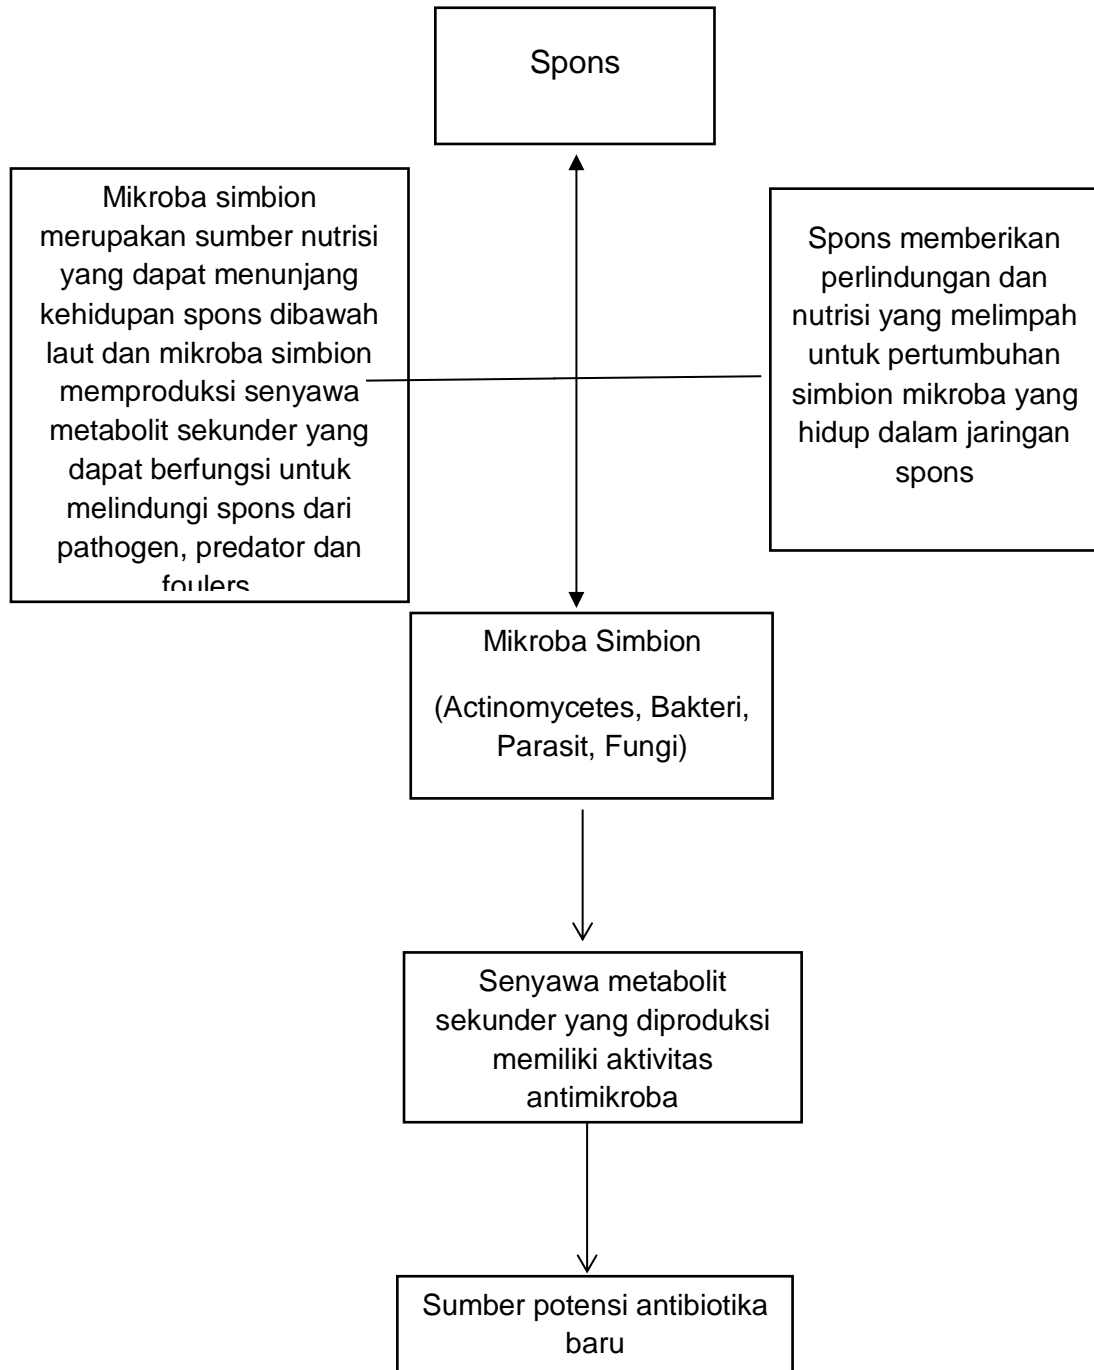 Spons
Mikroba simbion
merupakan sumber nutrisi
yang dapat menunjang
kehidupan spons dibawah
laut dan mikroba simbion
memproduksi senyawa
metabolit sekunder yang
dapat berfungsi untuk
melindungi spons dari
pathogen, predator dan
foulers
Spons memberikan
perlindungan dan
nutrisi yang melimpah
untuk pertumbuhan
simbion mikroba yang
hidup dalam jaringan
spons
Mikroba Simbion
(Actinomycetes, Bakteri,
Parasit, Fungi)
Senyawa metabolit
sekunder yang diproduksi
memiliki aktivitas
antimikroba
Sumber potensi antibiotika
baru